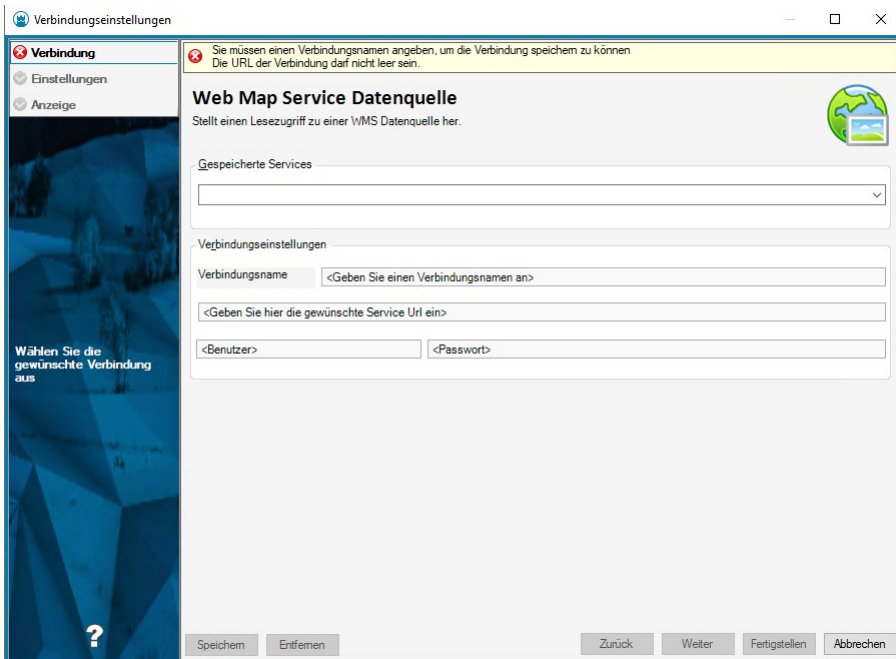 Verbindungseinstellungen
Verbindung
Einstellungen
Anzeige
Wählen Sie die
gewünschte Verbindung
aus
?
Sie müssen einen Verbindungsnamen angeben, um die Verbindung speichern zu können
Die URL der Verbindung darf nicht leer sein.
Web Map Service Datenquelle
Stellt einen Lesezugriff zu einer WMS Datenquelle her.
Gespeicherte Services
Verbindungseinstellungen
Verbindungsname <Geben Sie einen Verbindungsnamen an>
<Geben Sie hier die gewünschte Service Url ein>
<Benutzer> <Passwort>
Speichern Entfernen Zurück Weiter Fertigstellen Abbrechen